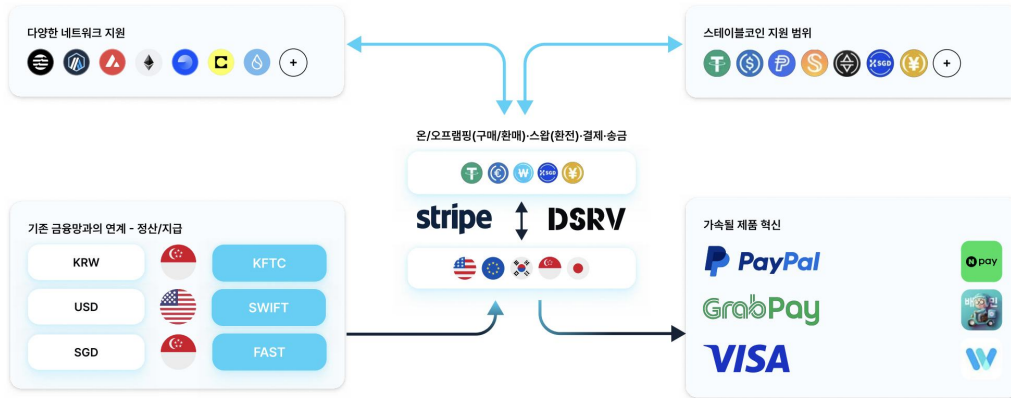 다양한 네트워크 지원
스테이블코인 지원 범위
XSGD
온/오프램핑(구매/환매)·스왑(환전)·결제·송금
XSGD
stripe
DSRV
기존 금융망과의 연계 - 정산/지급
KRW
KFTC
USD
SWIFT
SGD
FAST
가속될 제품 혁신
PayPal
N pay
GrabPay
VISA